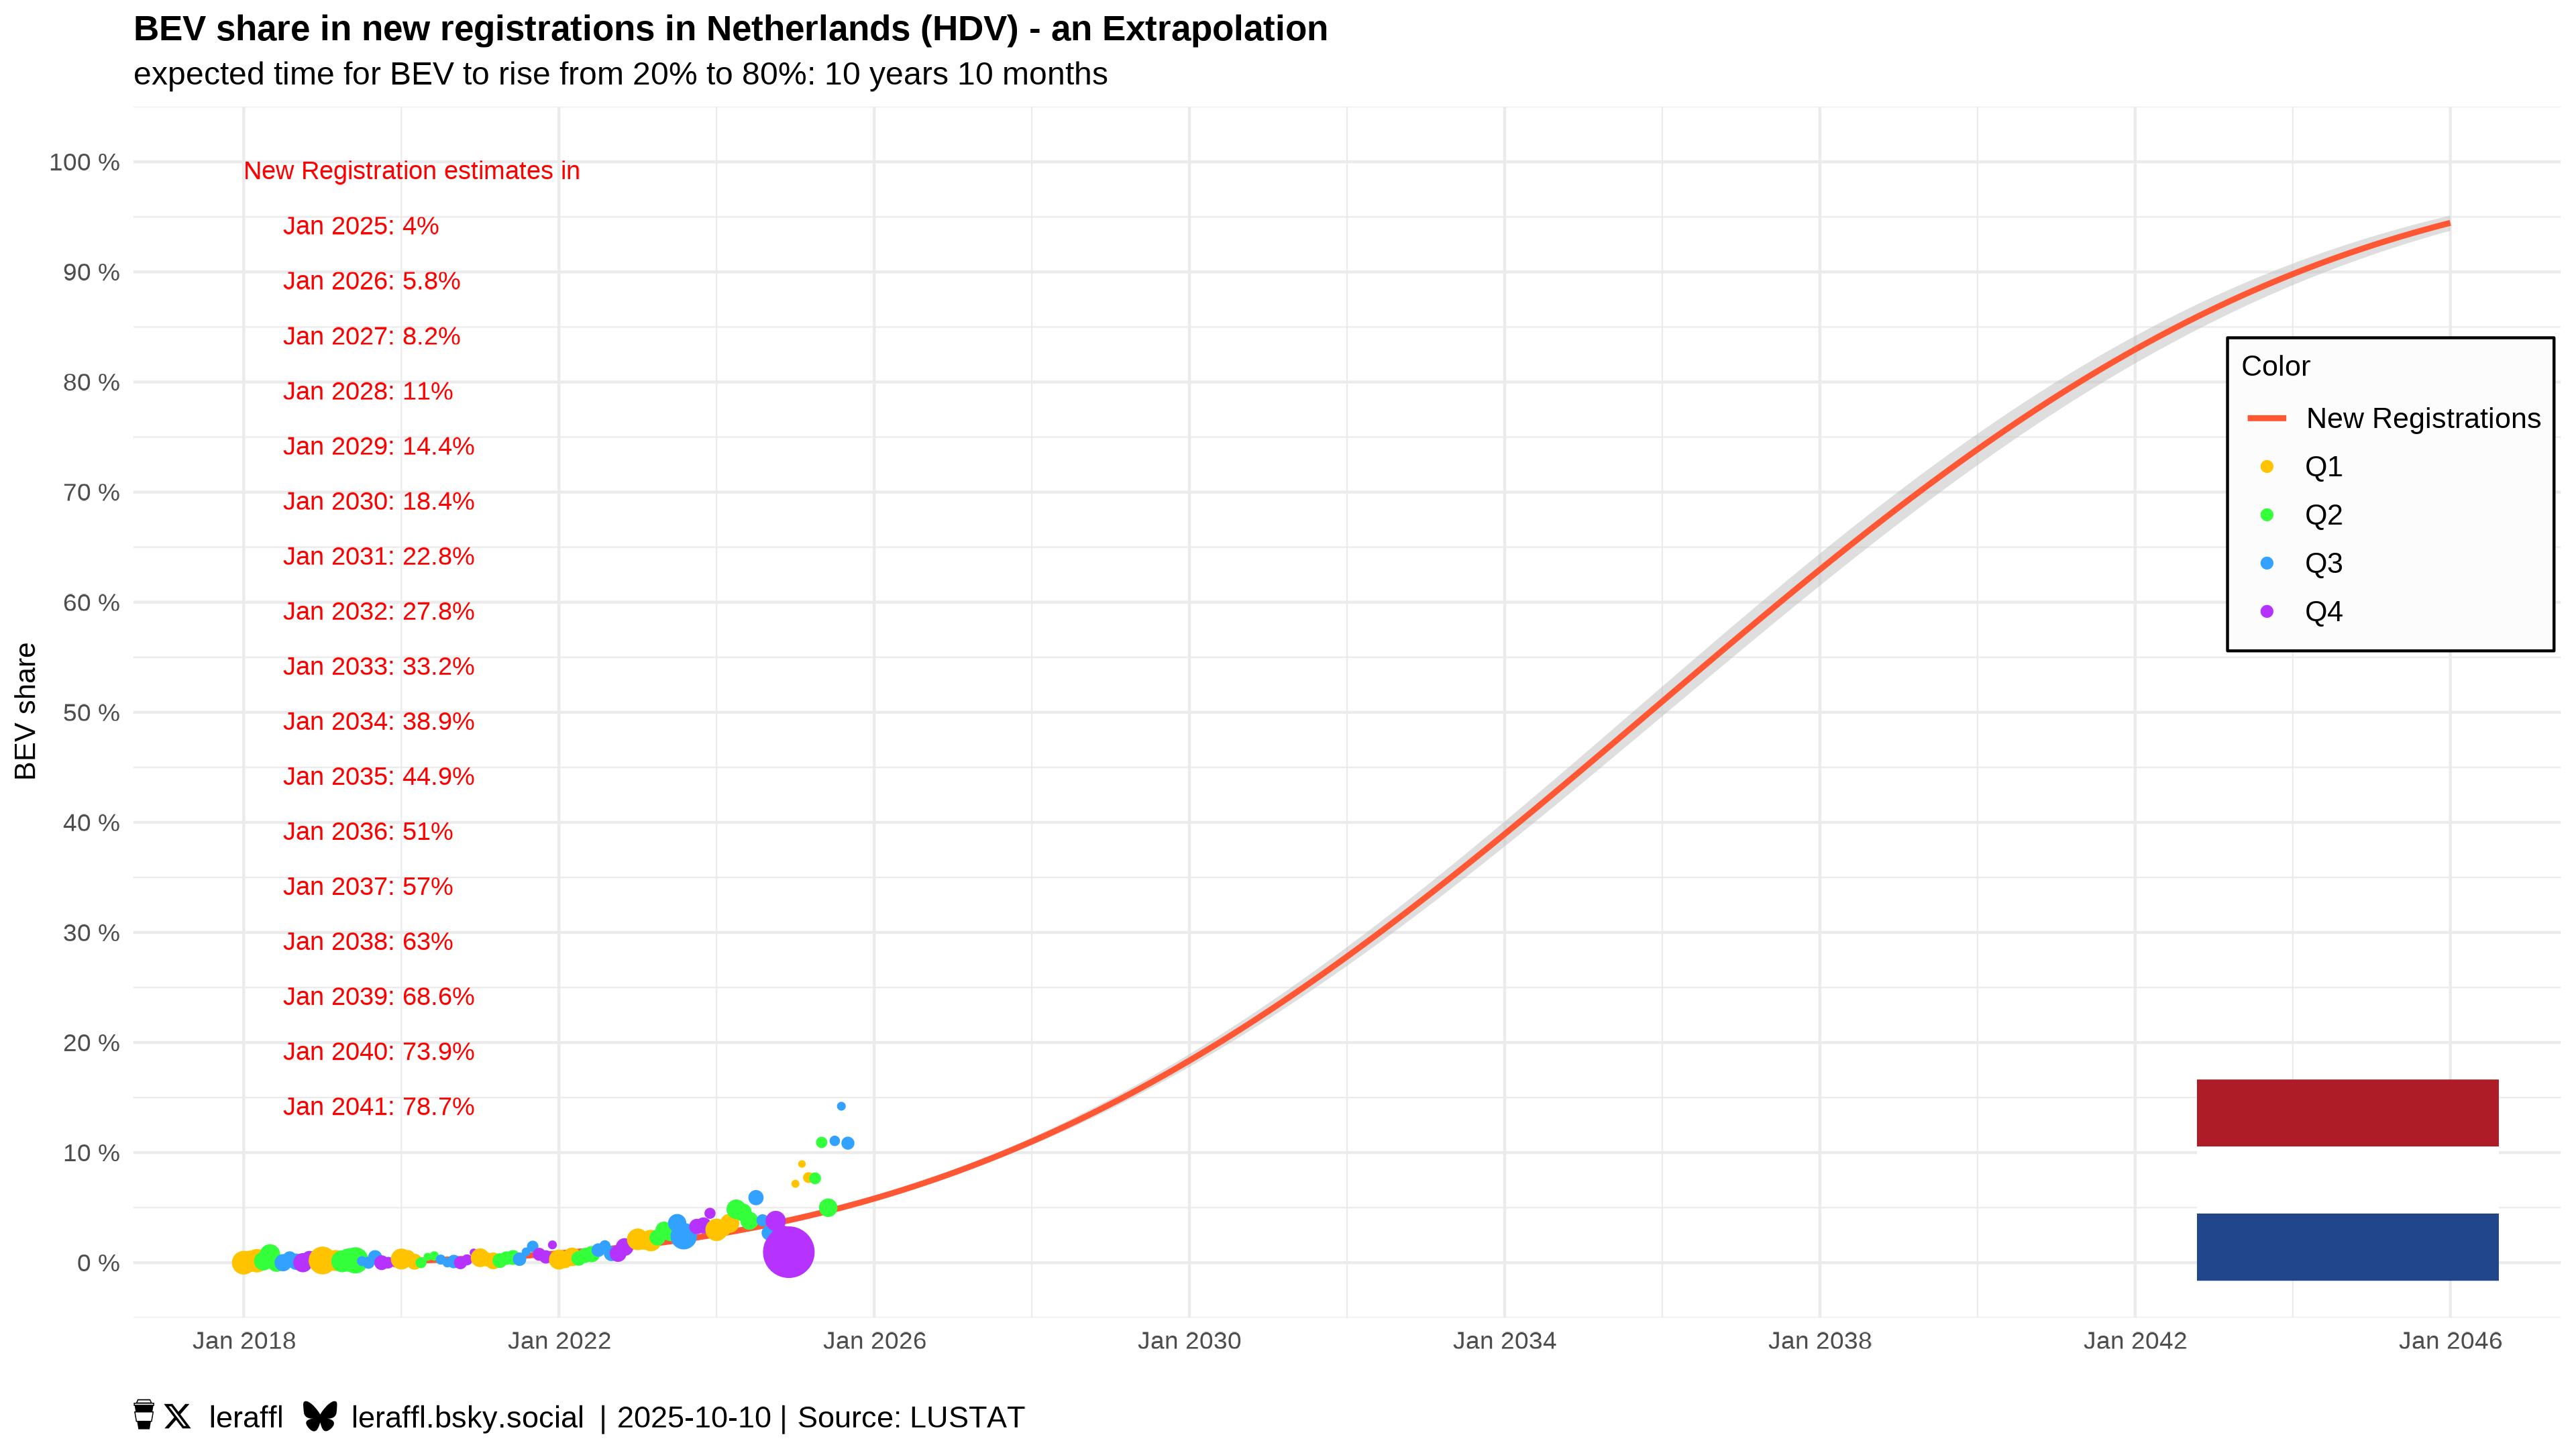 BEV share in new registrations in Netherlands (HDV) - an Extrapolation
expected time for BEV to rise from 20% to 80%: 10 years 10 months
100 %
90 %
80 %
70 %
60 %
50 %
40 %
30 %
20 %
10 %
0 %
BEV share
New Registration estimates in
Jan 2025: 4%
Jan 2026: 5.8%
Jan 2027: 8.2%
Jan 2028: 11%
Jan 2029: 14.4%
Jan 2030: 18.4%
Jan 2031: 22.8%
Jan 2032: 27.8%
Jan 2033: 33.2%
Jan 2034: 38.9%
Jan 2035: 44.9%
Jan 2036: 51%
Jan 2037: 57%
Jan 2038: 63%
Jan 2039: 68.6%
Jan 2040: 73.9%
Jan 2041: 78.7%
Color
New Registrations
Q1
Q2
Q3
Q4
Jan 2018
Jan 2022
Jan 2026
Jan 2030
Jan 2034
Jan 2038
Jan 2042
Jan 2046
leraffl leraffl.bsky.social | 2025-10-10 | Source: LUSTAT